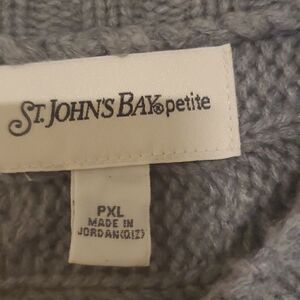 ST. JOHN'S BAY® petite
PXL
MADE IN
JORDAN(QIZ)